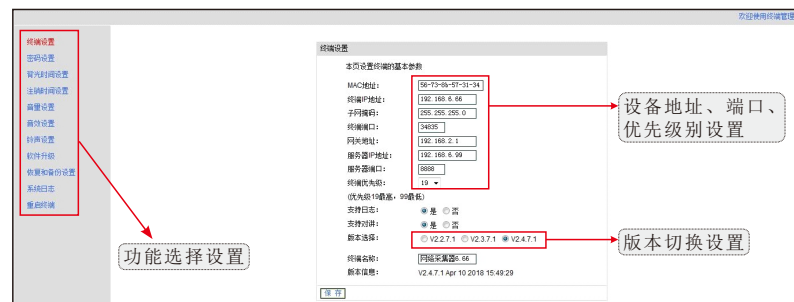 欢迎使用终端管理
终端设置
密码设置
背光时间设置
注销时间设置
音量设置
音效设置
铃声设置
软件升级
恢复和备份设置
系统日志
重启终端
功能选择设置
终端设置
本页设置终端的基本参数
MAC地址: 56-73-8b-57-31-34
终端IP地址: 192.168.6.66
子网掩码: 255.255.255.0
终端端口: 34835
网关地址: 192.168.2.1
服务器IP地址: 192.168.6.99
服务器端口: 8888
终端优先级: 19
(优先级19最高，99最低)
支持日志: 是 否
支持对讲: 是 否
版本选择: V2.2.7.1 V2.3.7.1 V2.4.7.1
终端名称: 网络采集器6.66
版本信息: V2.4.7.1 Apr 10 2018 15:49:29
保 存
设备地址、端口、
优先级别设置
版本切换设置